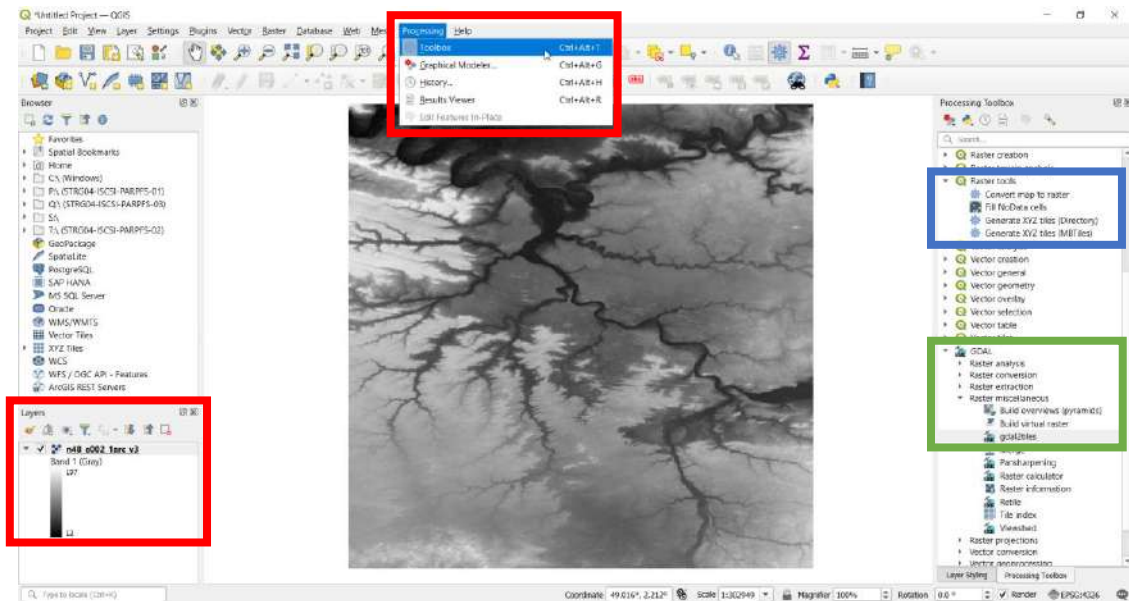 *Untitled Project — QGIS
Project Edit View Layer Settings Plugins Vector Raster Database Web Mes Processing Help
Toolbox Ctrl+Alt+T
Graphical Modeler... Ctrl+Alt+G
History... Ctrl+Alt+H
Results Viewer Ctrl+Alt+R
Edit Features In-Place
Browser
Favorites
Spatial Bookmarks
Home
C:\ (Windows)
P:\ (STRG04-ISCSI-PARPFS-01)
Q:\ (STRG04-ISCSI-PARPFS-03)
S:\
T:\ (STRG04-ISCSI-PARPFS-02)
GeoPackage
SpatiaLite
PostgreSQL
SAP HANA
MS SQL Server
Oracle
WMS/WMTS
Vector Tiles
XYZ Tiles
WCS
WFS / OGC API - Features
ArcGIS REST Servers
Layers
n48_e002_1arc_v3
Band 1 (Gray)
Processing Toolbox
Search...
Raster creation
Raster terrain analysis
Raster tools
Convert map to raster
Fill NoData cells
Generate XYZ tiles (Directory)
Generate XYZ tiles (MBTiles)
Vector creation
Vector general
Vector geometry
Vector overlay
Vector selection
Vector table
GDAL
Raster analysis
Raster conversion
Raster extraction
Raster miscellaneous
Build overviews (pyramids)
Build virtual raster
gdal2tiles
Pansharpening
Raster calculator
Raster information
Retile
Tile index
Viewshed
Raster projections
Vector conversion
Vector geoprocessing
Layer Styling Processing Toolbox
Type to locate (Ctrl+K) Coordinate 49.016°, 2.212° Scale 1:302949 Magnifier 100% Rotation 0.0 ° Render EPSG:4326